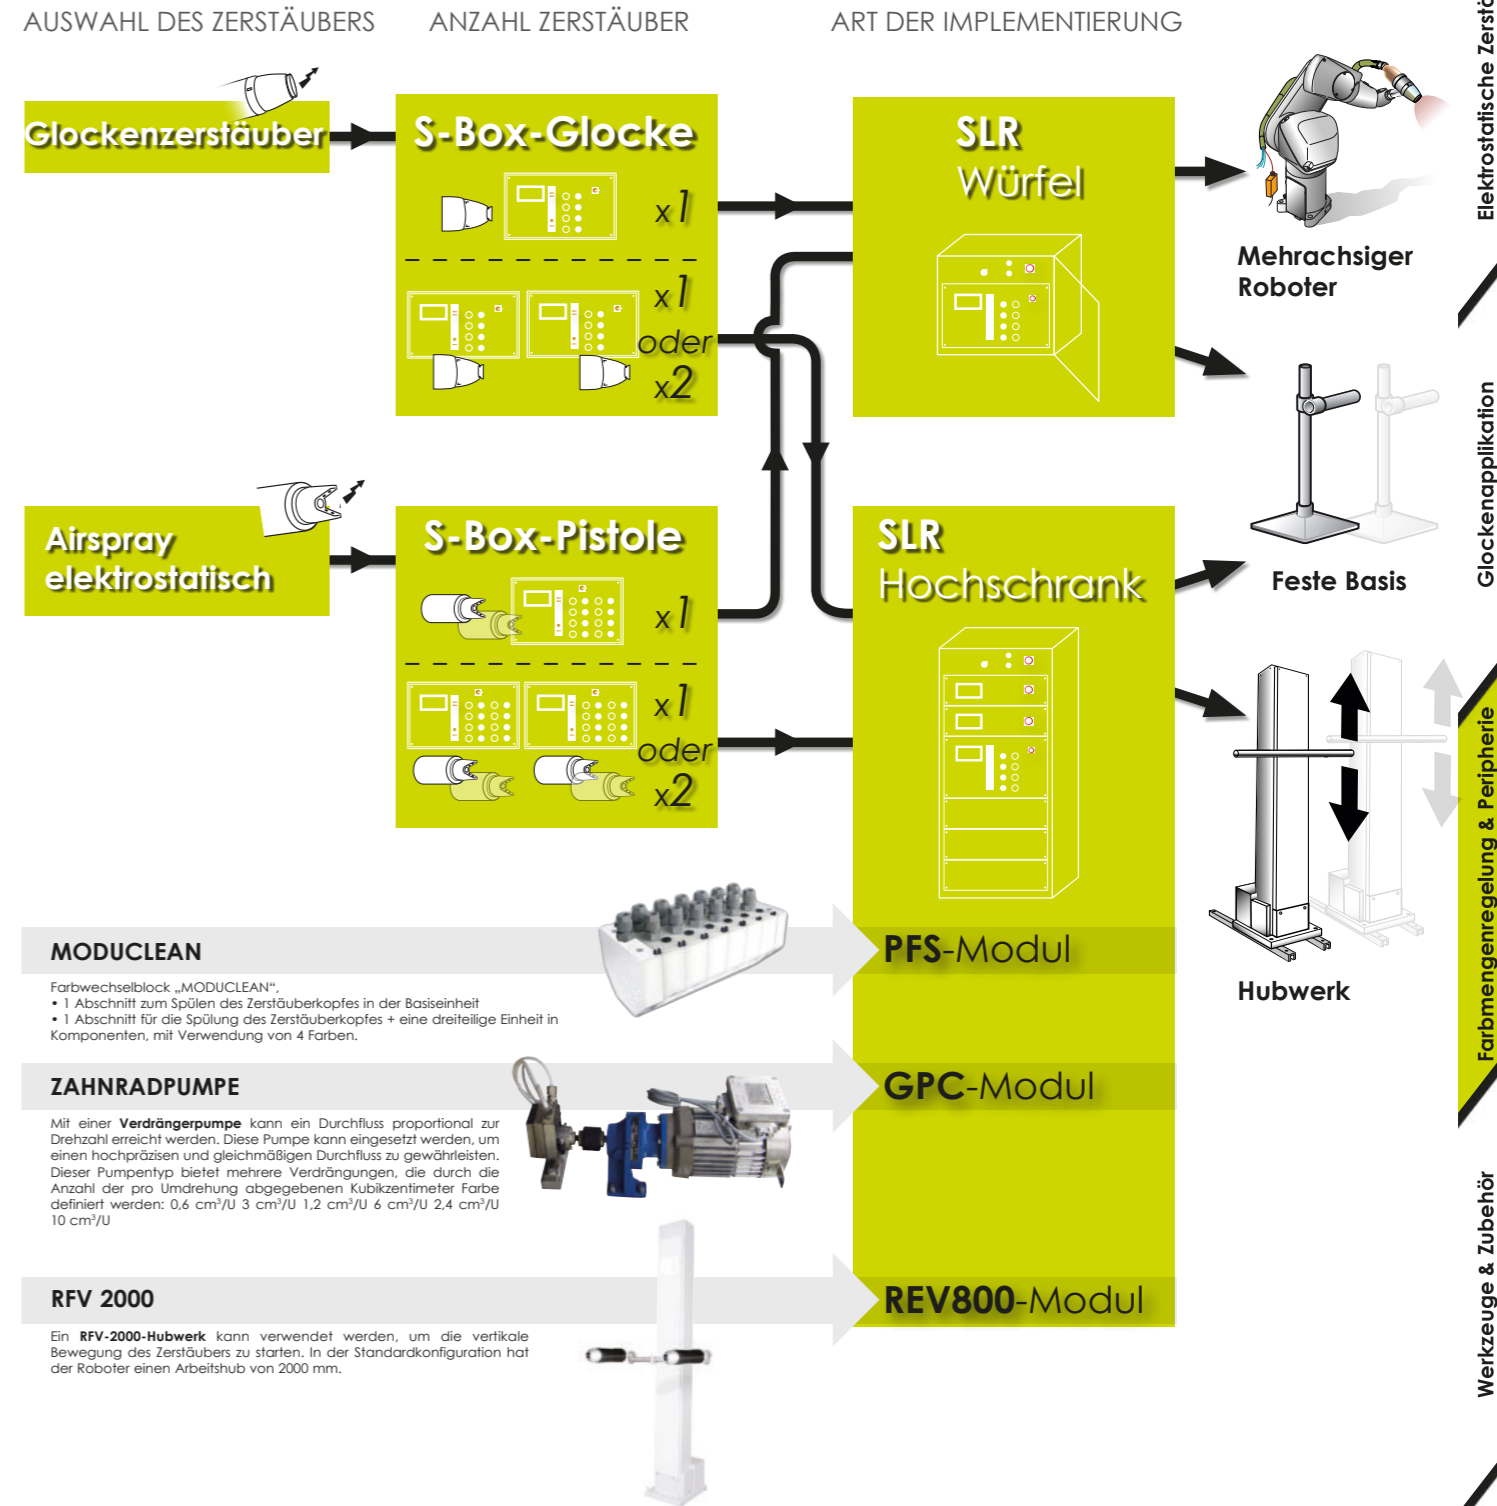 AUSWAHL DES ZERSTÄUBERS
ANZAHL ZERSTÄUBER
ART DER IMPLEMENTIERUNG
Glockenzerstäuber
S-Box-Glocke
x1
x1
oder
x2
SLR
Würfel
Mehrachsiger
Roboter
Airspray
elektrostatisch
S-Box-Pistole
x1
x1
oder
x2
SLR
Hochschrank
Feste Basis
Hubwerk
MODUCLEAN
PFS-Modul
Farbwechselblock „MODUCLEAN“,
• 1 Abschnitt zum Spülen des Zerstäuberkopfes in der Basiseinheit
• 1 Abschnitt für die Spülung des Zerstäuberkopfes + eine dreiteilige Einheit in
Komponenten, mit Verwendung von 4 Farben.
ZAHNRADPUMPE
GPC-Modul
Mit einer Verdrängerpumpe kann ein Durchfluss proportional zur
Drehzahl erreicht werden. Diese Pumpe kann eingesetzt werden, um
einen hochpräzisen und gleichmäßigen Durchfluss zu gewährleisten.
Dieser Pumpentyp bietet mehrere Verdrängungen, die durch die
Anzahl der pro Umdrehung abgegebenen Kubikzentimeter Farbe
definiert werden: 0,6 cm³/U 3 cm³/U 1,2 cm³/U 6 cm³/U 2,4 cm³/U
10 cm³/U
RFV 2000
REV800-Modul
Ein RFV-2000-Hubwerk kann verwendet werden, um die vertikale
Bewegung des Zerstäubers zu starten. In der Standardkonfiguration hat
der Roboter einen Arbeitshub von 2000 mm.
Elektrostatische Zerstä
Glockenapplikation
Farbmengenregelung & Peripherie
Werkzeuge & Zubehör